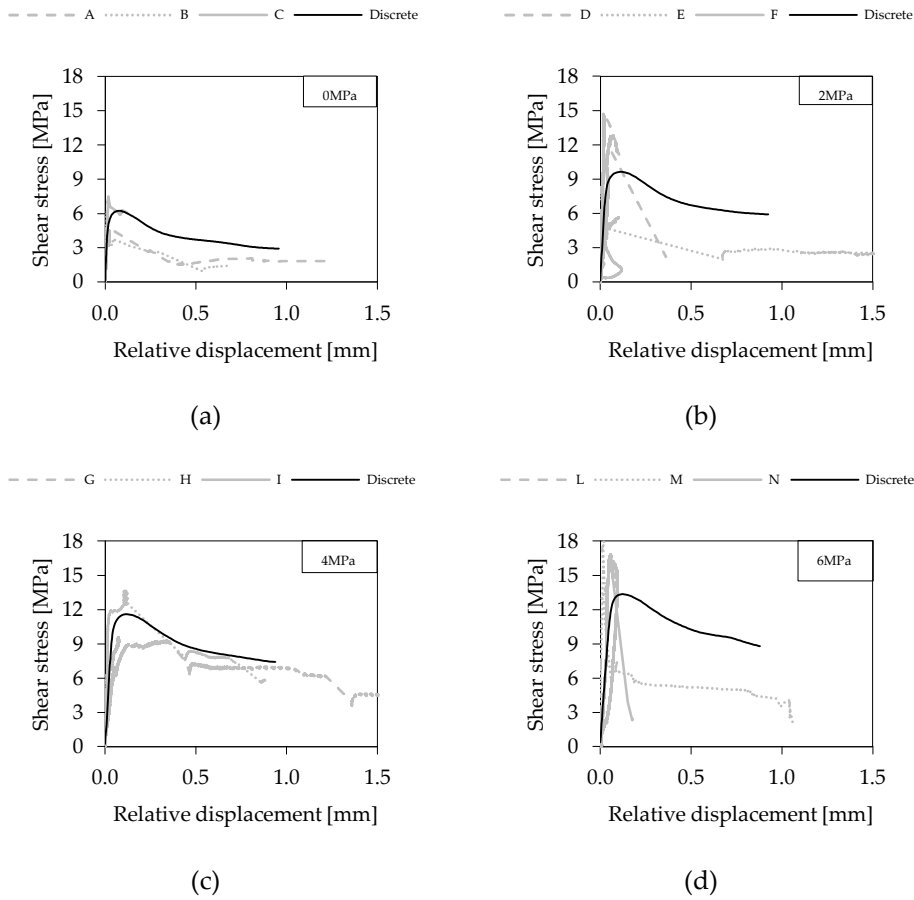 A B C Discrete
D E F Discrete
18
15
12
9
6
3
0
Shear stress [MPa]
0MPa
0.0 0.5 1.0 1.5
Relative displacement [mm]
(a)
18
15
12
9
6
3
0
Shear stress [MPa]
2MPa
0.0 0.5 1.0 1.5
Relative displacement [mm]
(b)
G H I Discrete
L M N Discrete
18
15
12
9
6
3
0
Shear stress [MPa]
4MPa
0.0 0.5 1.0 1.5
Relative displacement [mm]
(c)
18
15
12
9
6
3
0
Shear stress [MPa]
6MPa
0.0 0.5 1.0 1.5
Relative displacement [mm]
(d)